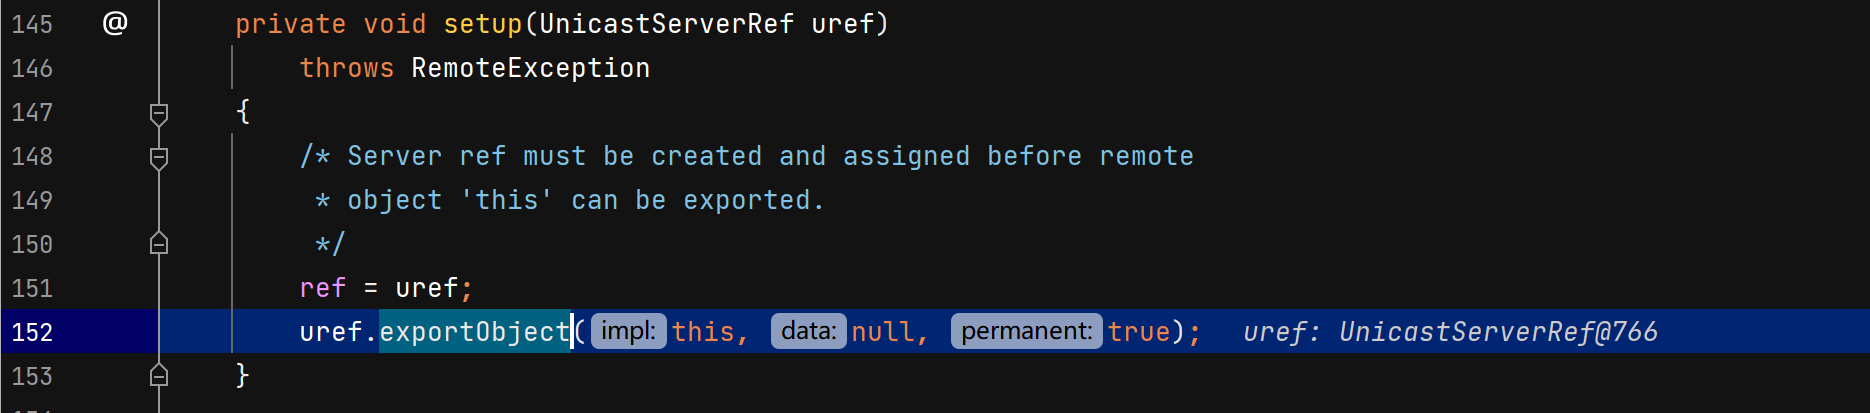 145 @ private void setup(UnicastServerRef uref)
146 throws RemoteException
147 {
148 /* Server ref must be created and assigned before remote
149 * object 'this' can be exported.
150 */
151 ref = uref;
152 uref.exportObject( impl: this, data: null, permanent: true); uref: UnicastServerRef@766
153 }